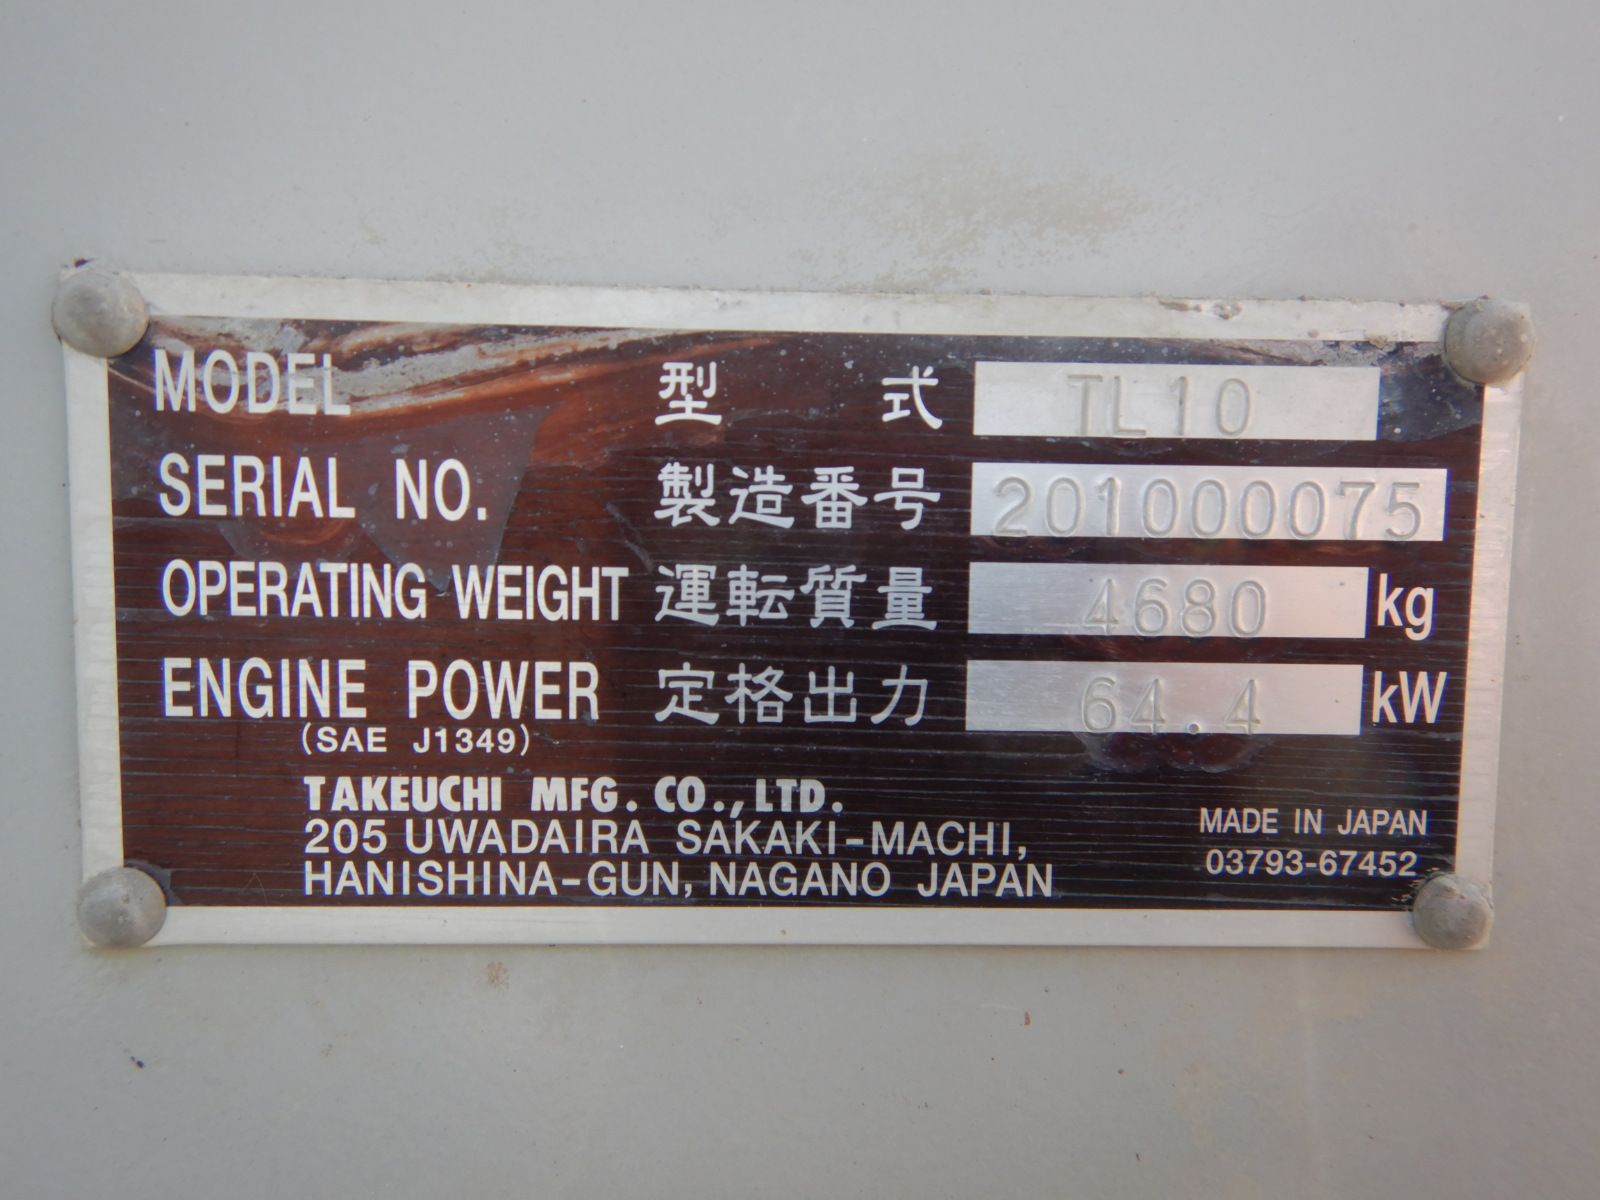 MODEL 型式 TL10
SERIAL NO. 製造番号 201000075
OPERATING WEIGHT 運転質量 4680 kg
ENGINE POWER 定格出力 64.4 kW
(SAE J1349)
TAKEUCHI MFG. CO., LTD.
205 UWADAIRA SAKAKI-MACHI,
HANISHINA-GUN, NAGANO JAPAN
MADE IN JAPAN
03793-67452